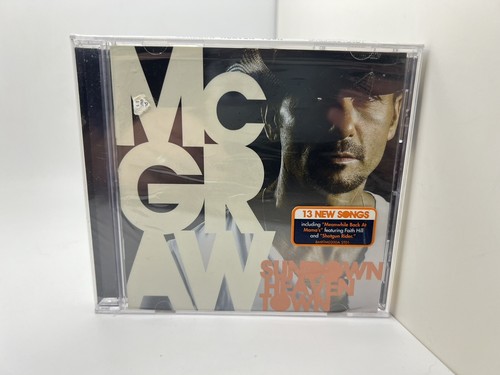 MC
GR
AW
13 NEW SONGS
including "Meanwhile Back At
Mama's" featuring Faith Hill
and "Shotgun Rider."
SUNDOWN
HEAVEN
TOWN